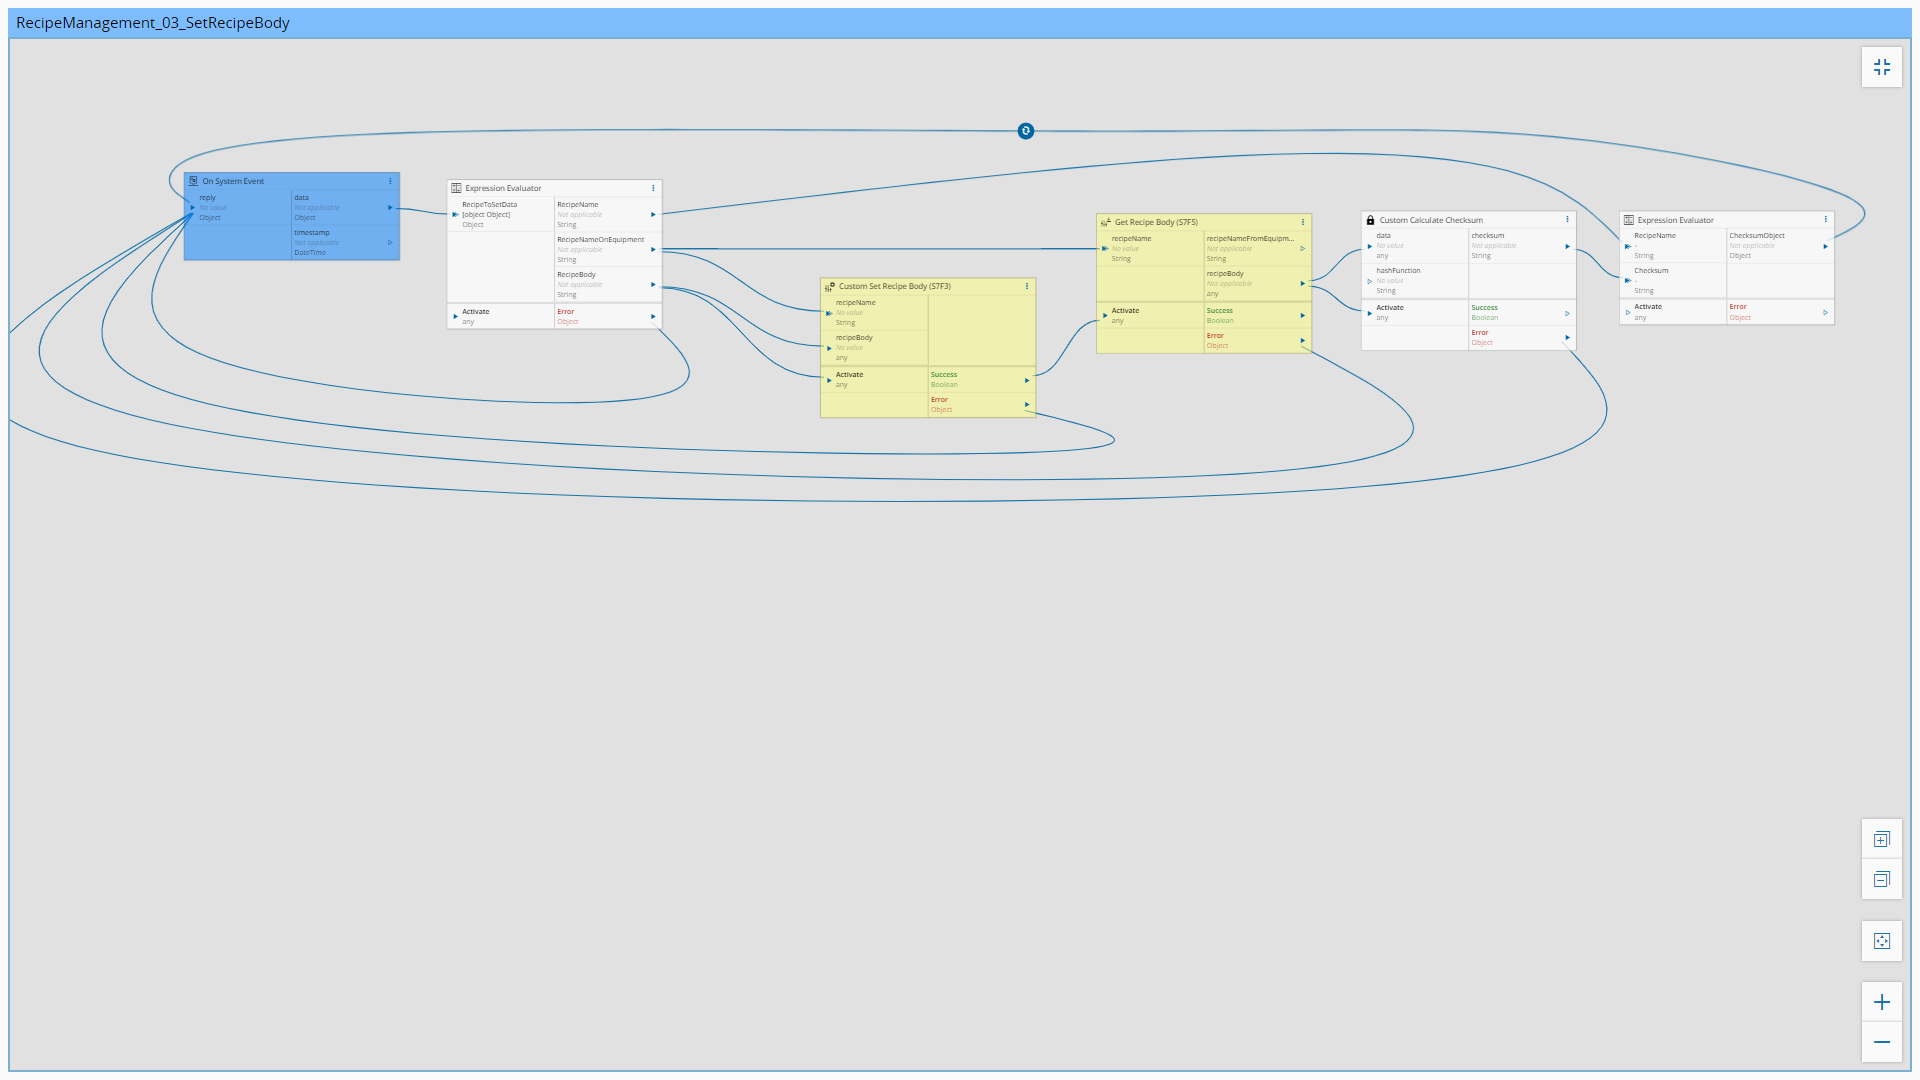 RecipeManagement_03_SetRecipeBody
On System Event
reply
No value
Object
data
Not applicable
Object
timestamp
Not applicable
DateTime
Expression Evaluator
RecipeToSetData
[object Object]
Object
RecipeName
Not applicable
String
RecipeNameOnEquipment
Not applicable
String
RecipeBody
Not applicable
String
Activate
any
Error
Object
Custom Set Recipe Body (S7F3)
recipeName
No value
String
recipeBody
No value
any
Activate
any
Success
Boolean
Error
Object
Get Recipe Body (S7F5)
recipeName
No value
String
recipeNameFromEquipm...
Not applicable
String
recipeBody
Not applicable
any
Activate
any
Success
Boolean
Error
Object
Custom Calculate Checksum
data
No value
any
hashFunction
No value
String
checksum
Not applicable
String
Activate
any
Success
Boolean
Error
Object
Expression Evaluator
RecipeName
-
String
Checksum
-
String
ChecksumObject
Not applicable
Object
Activate
any
Error
Object